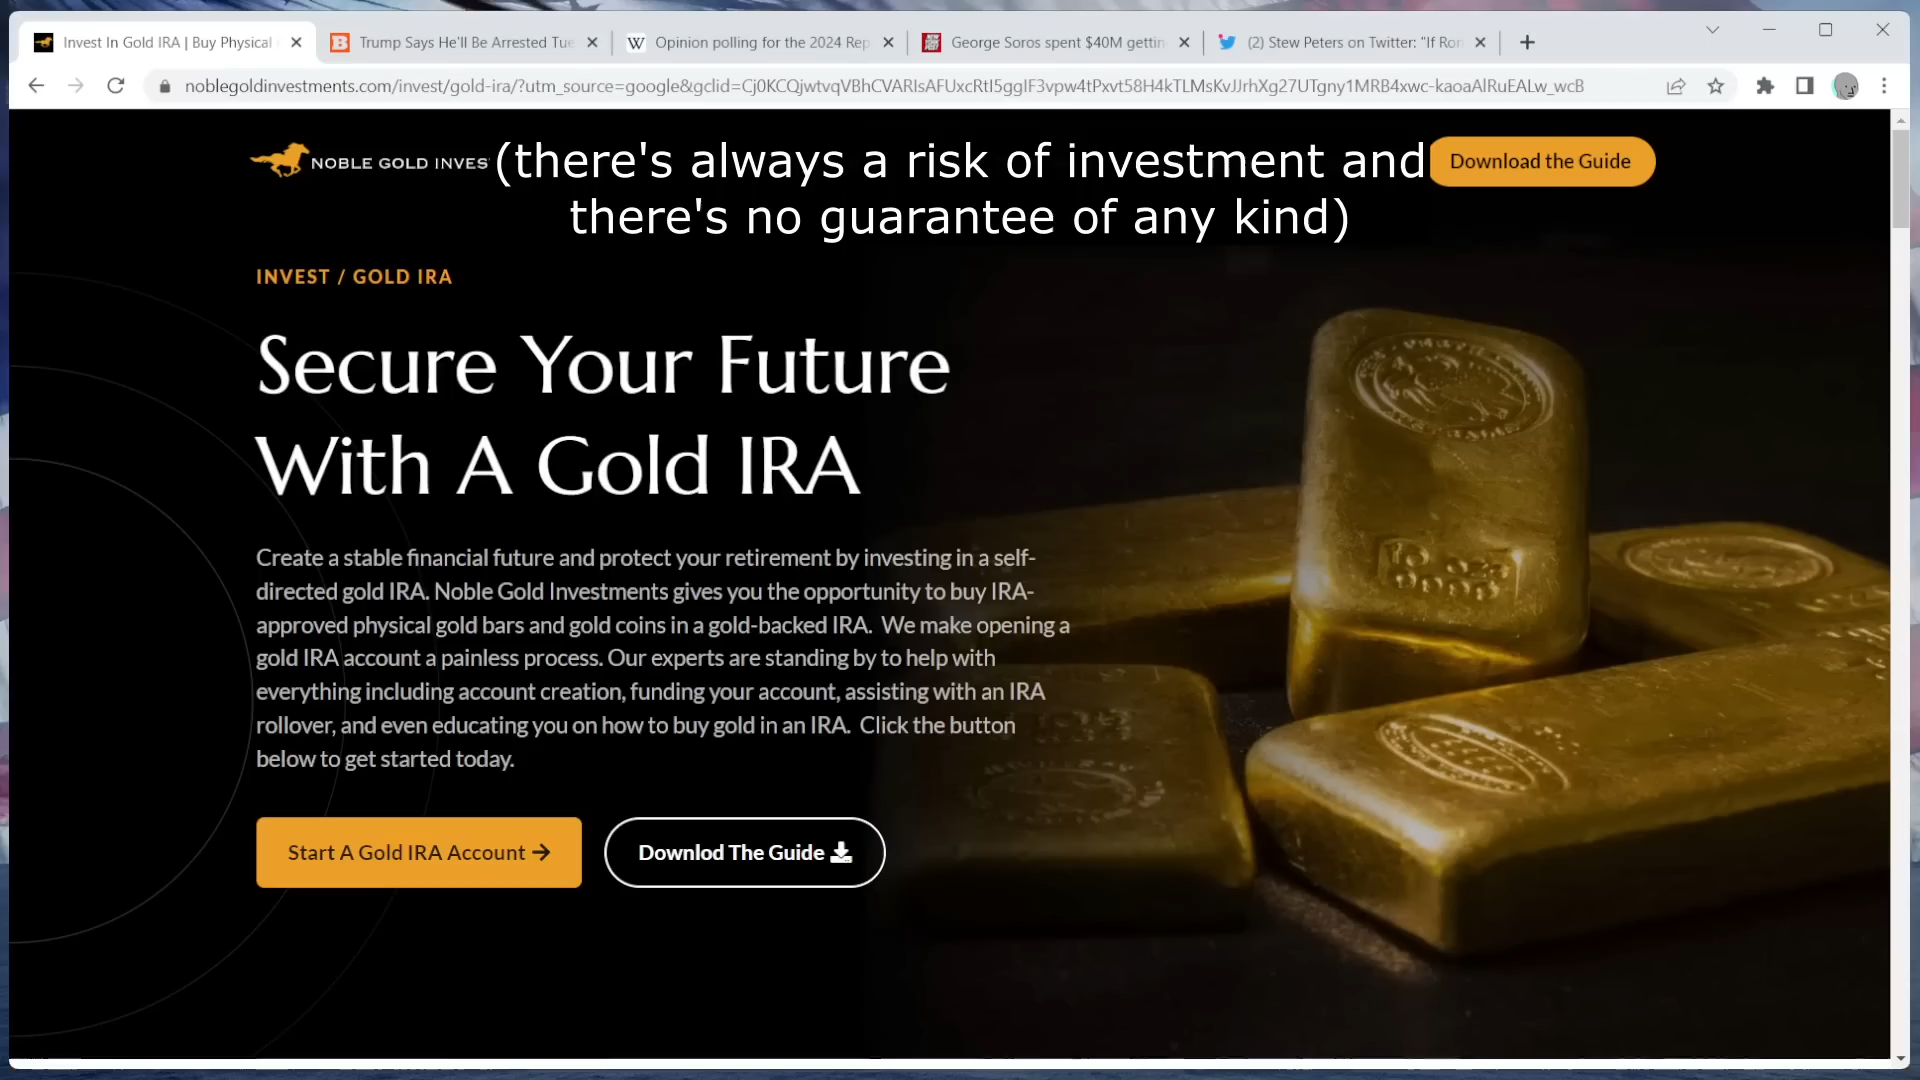 Invest In Gold IRA | Buy Physical
Trump Says He'll Be Arrested Tue
Opinion polling for the 2024 Rep
George Soros spent $40M gettin
(2) Stew Peters on Twitter: "If Ron
noblegoldinvestments.com/invest/gold-ira/?utm_source=google&gclid=Cj0KCQjwtvqVBhCVARIsAFUxcRtI5ggIF3vpw4tPxvt58H4kTLMsKvJJrhXg27UTgny1MRB4xwc-kaoaAlRuEALw_wcB
NOBLE GOLD INVES
(there's always a risk of investment and
there's no guarantee of any kind)
Download the Guide
INVEST / GOLD IRA
Secure Your Future
With A Gold IRA
Create a stable financial future and protect your retirement by investing in a self-
directed gold IRA. Noble Gold Investments gives you the opportunity to buy IRA-
approved physical gold bars and gold coins in a gold-backed IRA. We make opening a
gold IRA account a painless process. Our experts are standing by to help with
everything including account creation, funding your account, assisting with an IRA
rollover, and even educating you on how to buy gold in an IRA. Click the button
below to get started today.
Start A Gold IRA Account
Downlod The Guide